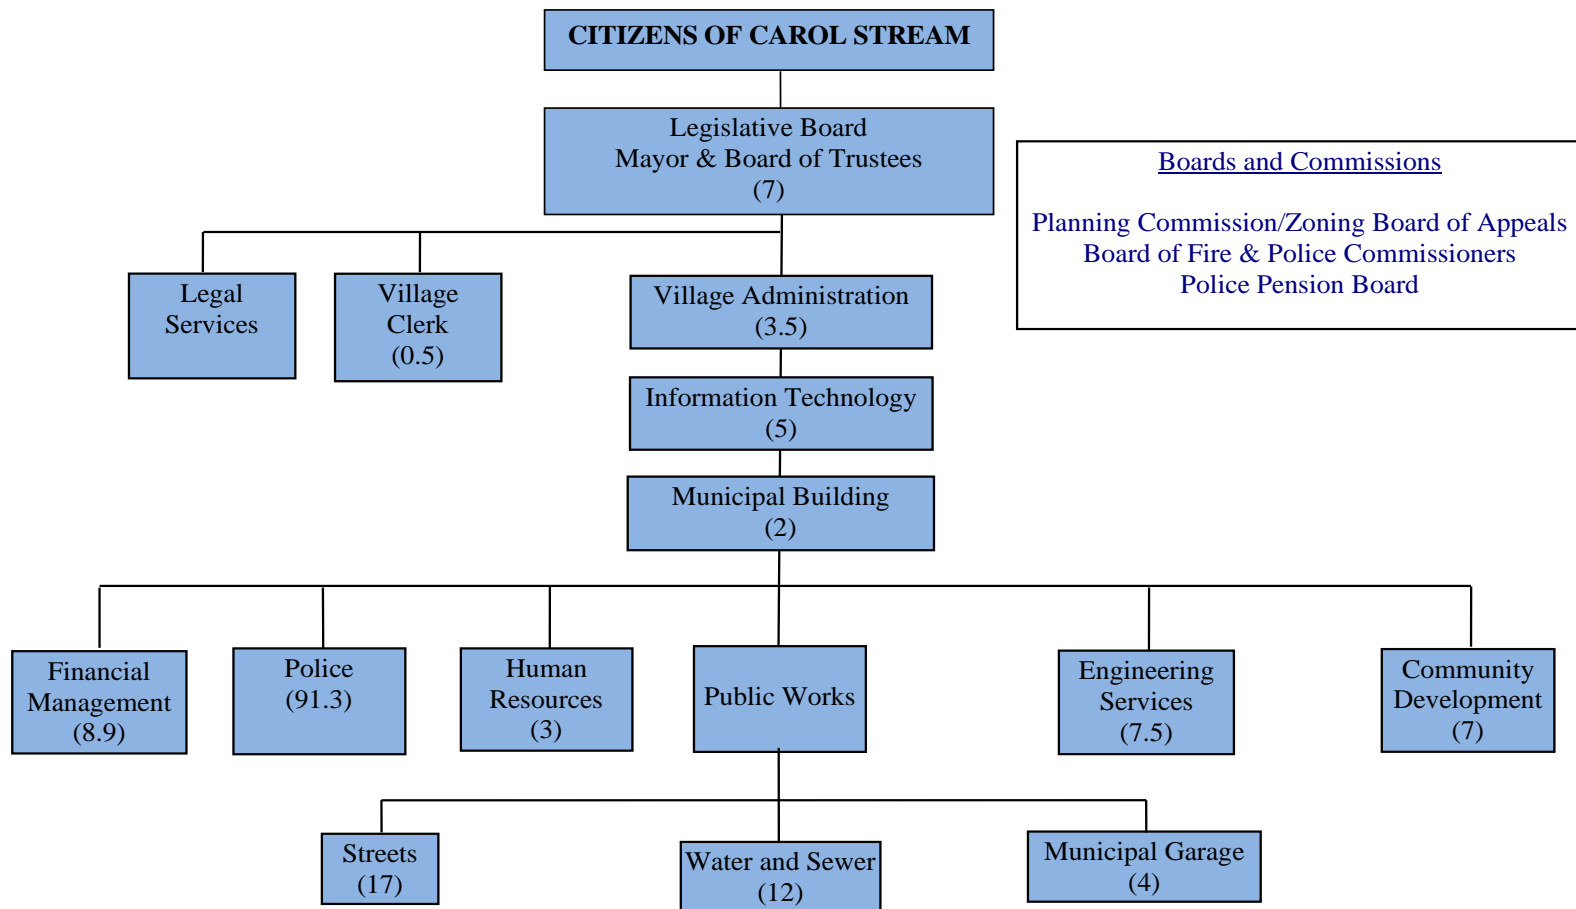 CITIZENS OF CAROL STREAM
Legislative Board
Mayor & Board of Trustees
(7)
Boards and Commissions
Planning Commission/Zoning Board of Appeals
Board of Fire & Police Commissioners
Police Pension Board
Legal
Services
Village
Clerk
(0.5)
Village Administration
(3.5)
Information Technology
(5)
Municipal Building
(2)
Financial
Management
(8.9)
Police
(91.3)
Human
Resources
(3)
Public Works
Engineering
Services
(7.5)
Community
Development
(7)
Streets
(17)
Water and Sewer
(12)
Municipal Garage
(4)